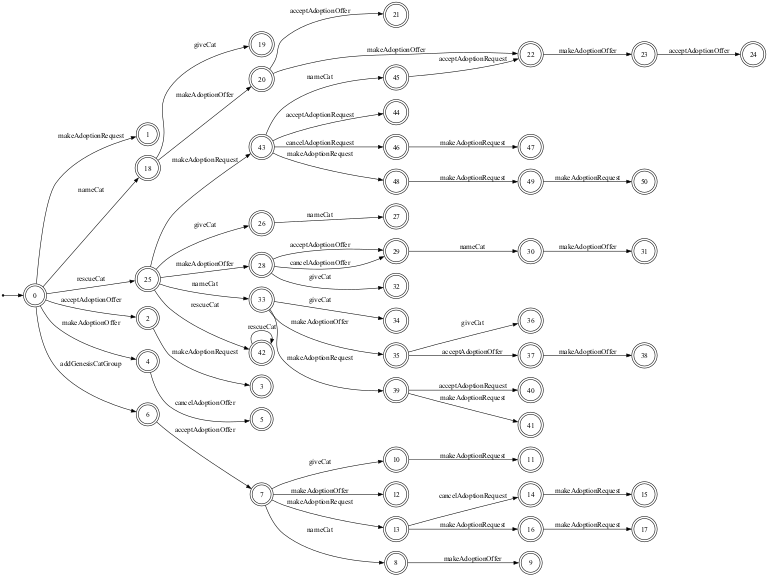 acceptAdoptionOffer
21
giveCat
19
makeAdoptionOffer
22
makeAdoptionOffer
23
acceptAdoptionOffer
24
20
nameCat
45
acceptAdoptionRequest
makeAdoptionOffer
acceptAdoptionRequest
44
makeAdoptionRequest
1
43
cancelAdoptionRequest
46
makeAdoptionRequest
47
makeAdoptionRequest
18
makeAdoptionRequest
48
makeAdoptionRequest
49
makeAdoptionRequest
50
nameCat
giveCat
26
nameCat
27
acceptAdoptionOffer
29
nameCat
30
makeAdoptionOffer
31
makeAdoptionOffer
28
cancelAdoptionOffer
rescueCat
25
giveCat
32
0
nameCat
33
giveCat
34
acceptAdoptionOffer
rescueCat
makeAdoptionOffer
giveCat
36
2
makeAdoptionOffer
rescueCat
42
35
acceptAdoptionOffer
37
makeAdoptionOffer
38
makeAdoptionRequest
makeAdoptionRequest
addGenesisCatGroup
4
3
39
acceptAdoptionRequest
40
makeAdoptionRequest
41
cancelAdoptionOffer
5
6
acceptAdoptionOffer
giveCat
10
makeAdoptionRequest
11
7
makeAdoptionOffer
12
cancelAdoptionRequest
14
makeAdoptionRequest
15
makeAdoptionRequest
13
makeAdoptionRequest
16
makeAdoptionRequest
17
nameCat
8
makeAdoptionOffer
9